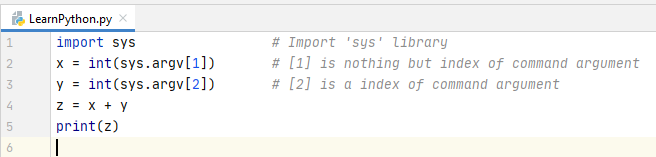 LearnPython.py
1 import sys # Import 'sys' library
2 x = int(sys.argv[1]) # [1] is nothing but index of command argument
3 y = int(sys.argv[2]) # [2] is a index of command argument
4 z = x + y
5 print(z)
6